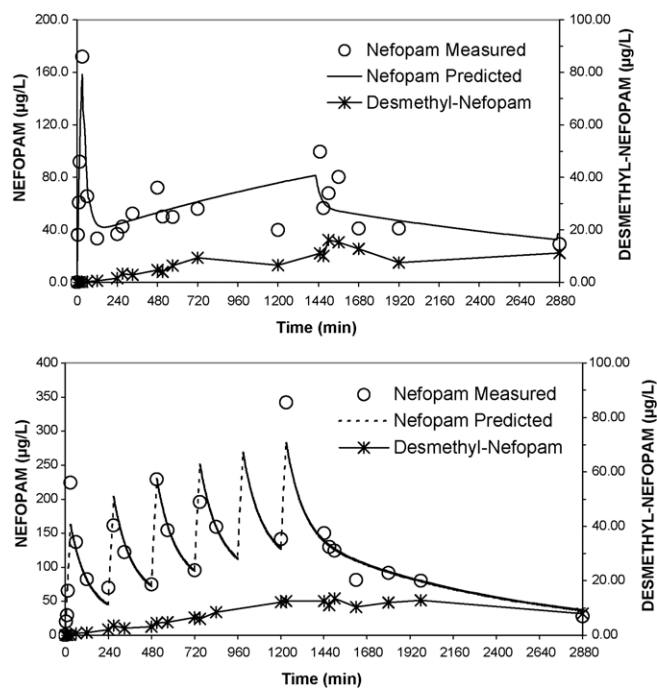 200.0
160.0
120.0
80.0
40.0
0.0
NEFOPAM (µg/L)
Nefopam Measured
Nefopam Predicted
Desmethyl-Nefopam
100.00
80.00
60.00
40.00
20.00
0.00
DESMETHYL-NEFOPAM (µg/L)
0 240 480 720 960 1200 1440 1680 1920 2160 2400 2640 2880
Time (min)
400
350
300
250
200
150
100
50
0
NEFOPAM (µg/L)
Nefopam Measured
Nefopam Predicted
Desmethyl-Nefopam
100.00
80.00
60.00
40.00
20.00
0.00
DESMETHYL-NEFOPAM (µg/L)
0 240 480 720 960 1200 1440 1680 1920 2160 2400 2640 2880
Time (min)